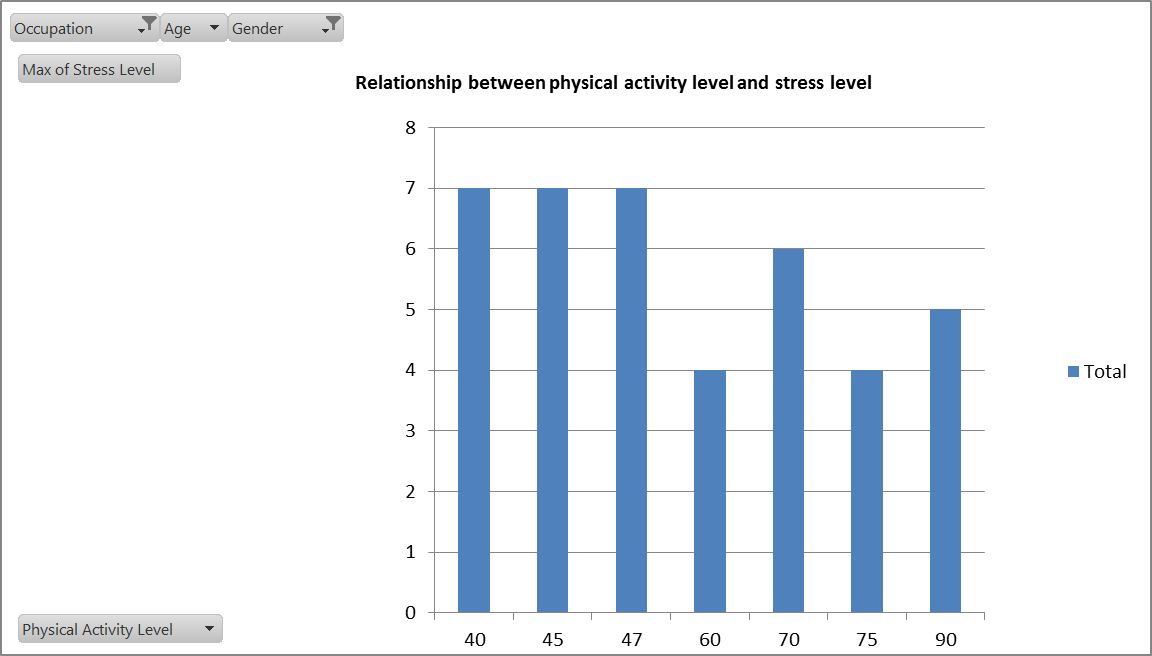 Occupation Age Gender
Max of Stress Level
Relationship between physical activity level and stress level
8
7
6
5
4
3
2
1
0
40 45 47 60 70 75 90
Total
Physical Activity Level